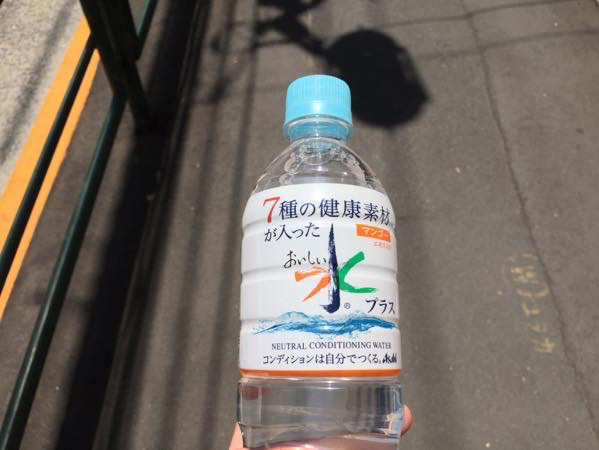 7種の健康素材
が入った
マンゴー
おいしい
水
®
プラス
NEUTRAL CONDITIONING WATER
コンディションは自分でつくる。Asahi